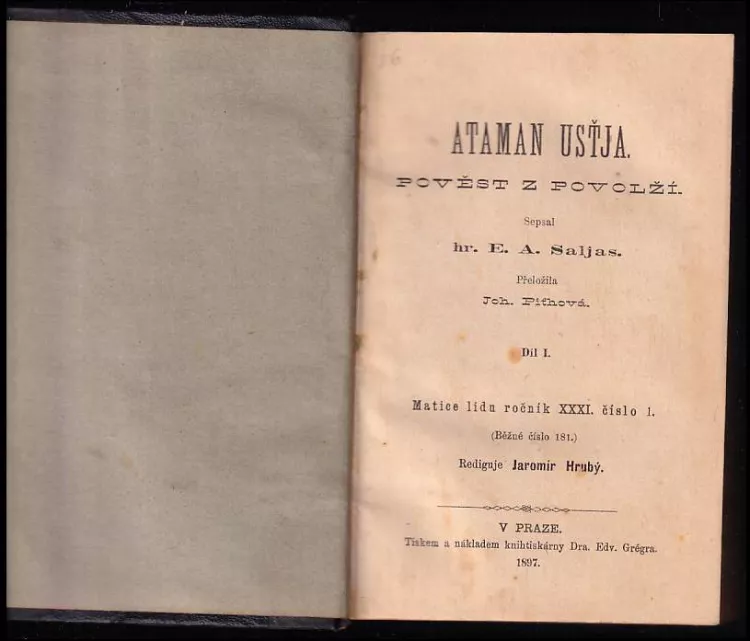 ATAMAN USŤJA.
POVĚST Z POVOLŽÍ.
Sepsal
hr. E. A. Saljas.
Přeložila
Joh. Piťhová.
Díl I.
Matice lidu ročník XXXI. číslo 1.
(Běžné číslo 181.)
Rediguje Jaromír Hrubý.
V PRAZE.
Tiskem a nákladem knihtiskárny Dra. Edv. Grégra.
1897.